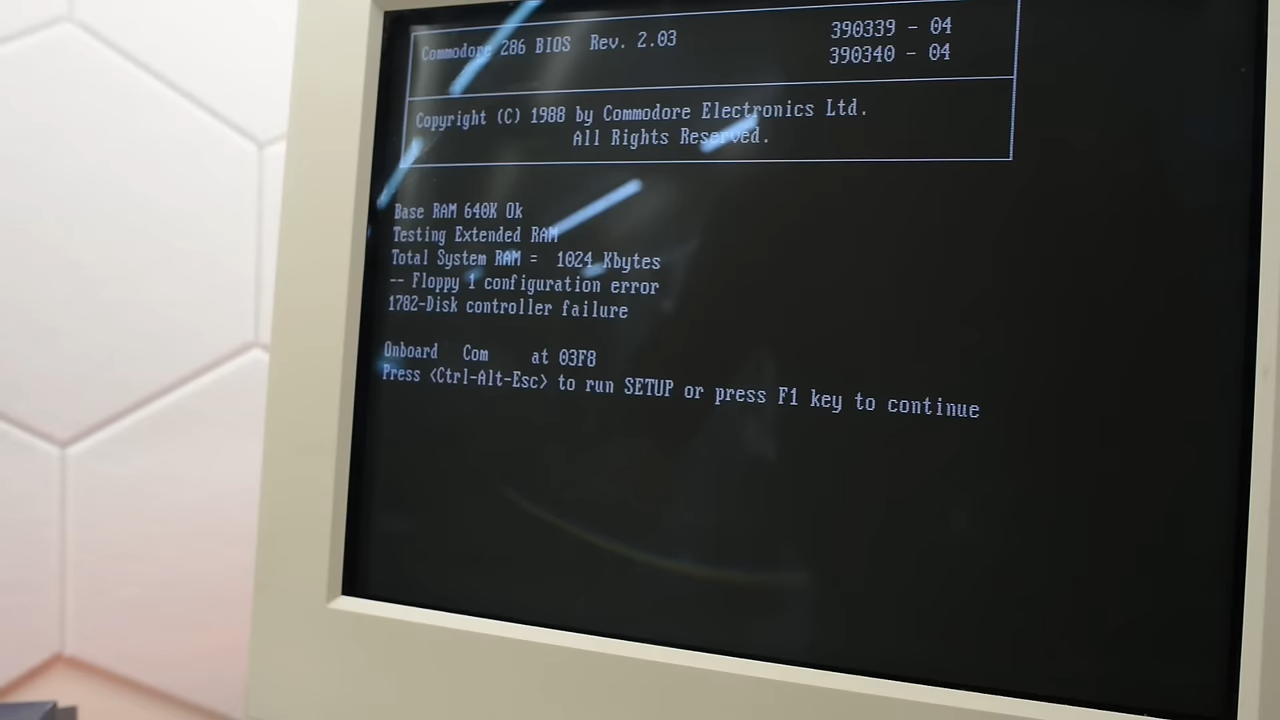 Commodore 286 BIOS Rev. 2.03 390339 - 04
390340 - 04
Copyright (C) 1988 by Commodore Electronics Ltd.
All Rights Reserved.
Base RAM 640K Ok
Testing Extended RAM
Total System RAM = 1024 Kbytes
-- Floppy 1 configuration error
1782-Disk controller failure
Onboard Com at 03F8
Press <Ctrl-Alt-Esc> to run SETUP or press F1 key to continue